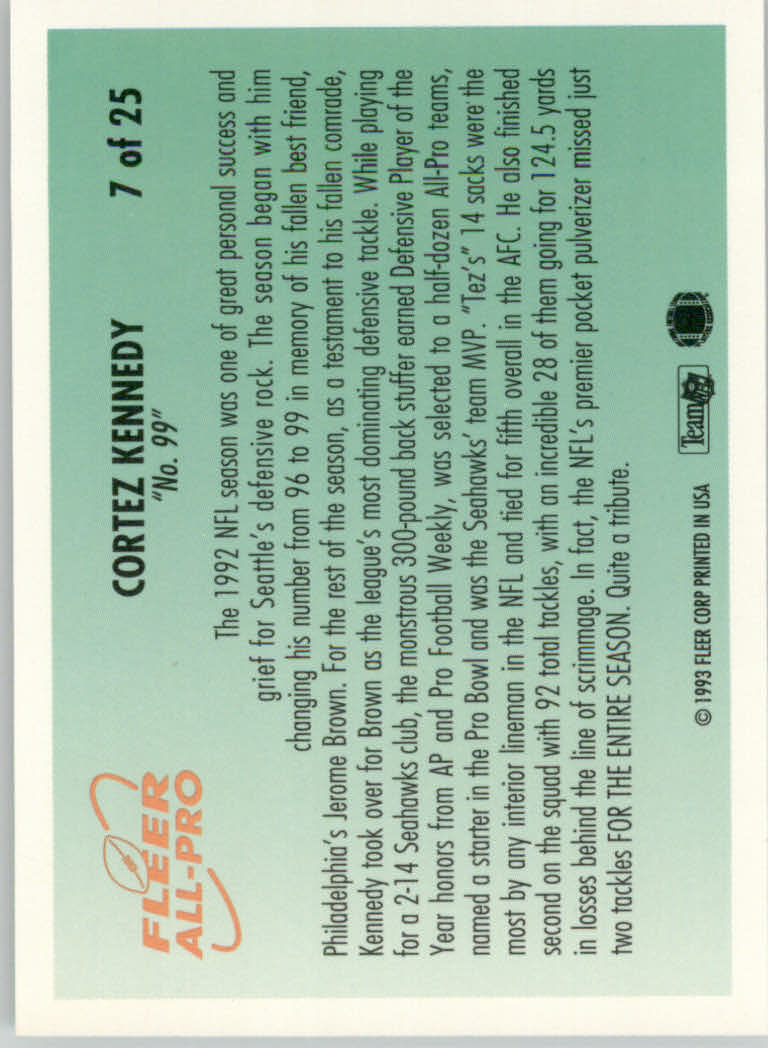 FLEER
ALL-PRO
CORTEZ KENNEDY
7 of 25
"No. 99"
The 1992 NFL season was one of great personal success and
grief for Seattle's defensive rock. The season began with him
changing his number from 96 to 99 in memory of his fallen best friend,
Philadelphia's Jerome Brown. For the rest of the season, as a testament to his fallen comrade,
Kennedy took over for Brown as the league's most dominating defensive tackle. While playing
for a 2-14 Seahawks club, the monstrous 300-pound back stuffer earned Defensive Player of the
Year honors from AP and Pro Football Weekly, was selected to a half-dozen All-Pro teams,
named a starter in the Pro Bowl and was the Seahawks' team MVP. "Tez's" 14 sacks were the
most by any interior lineman in the NFL and tied for fifth overall in the AFC. He also finished
second on the squad with 92 total tackles, with an incredible 28 of them going for 124.5 yards
in losses behind the line of scrimmage. In fact, the NFL's premier pocket pulverizer missed just
two tackles FOR THE ENTIRE SEASON. Quite a tribute.
© 1993 FLEER CORP PRINTED IN USA
Team NFL